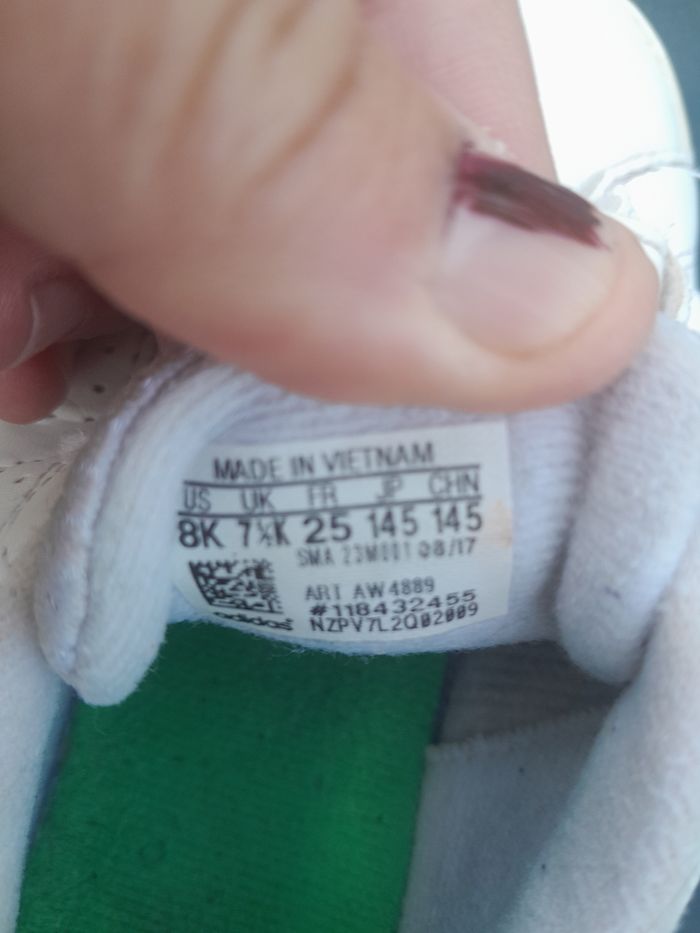 MADE IN VIETNAM
US UK FR JP CHN
8K 7½K 25 145 145
SMA 23M001 08/17
ART AW4889
#118432455
adidas NZPV7L2Q02009